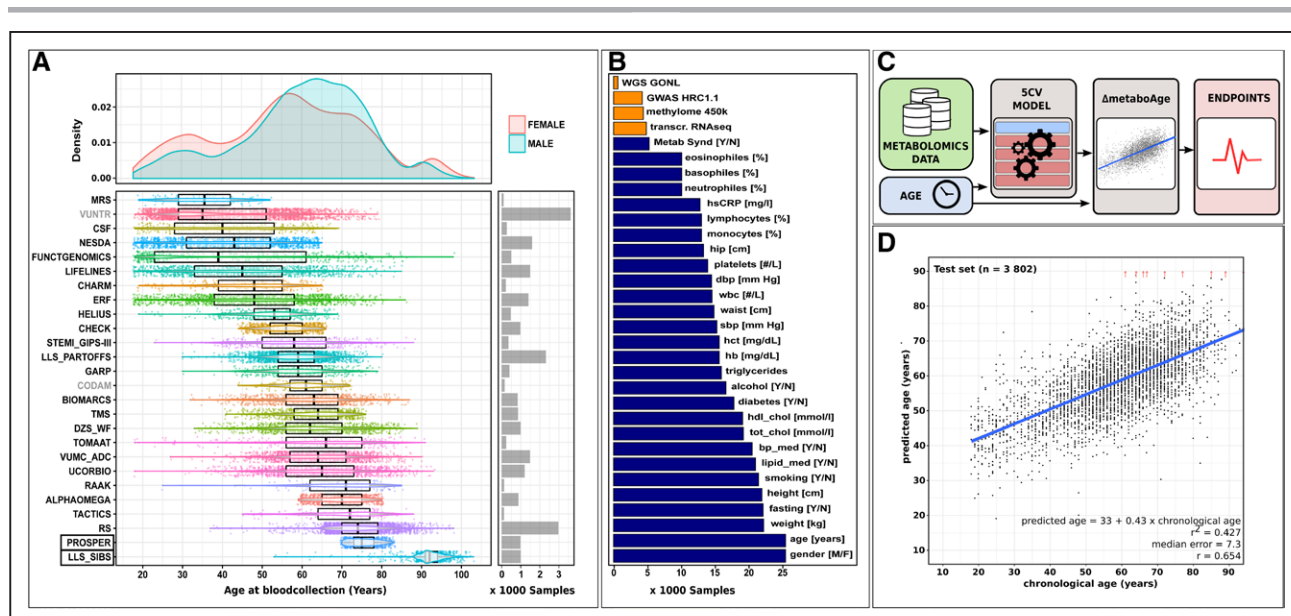 A
0.02
0.01
0.00
Density
FEMALE
MALE
MRS
VUNTR
CSF
NESDA
FUNCTGENOMICS
LIFELINES
CHARM
ERF
HELIUS
CHECK
STEMI_GIPS-III
LLS_PARTOFFS
GARP
CODAM
BIOMARCS
TMS
DZS_WF
TOMAAT
VUMC_ADC
UCORBIO
RAAK
ALPHAOMEGA
TACTICS
RS
PROSPER
LLS_SIBS
20 30 40 50 60 70 80 90 100
Age at bloodcollection (Years)
0 1 2 3
x 1000 Samples
B
WGS GONL
GWAS HRC1.1
methylome 450k
transcr. RNAseq
Metab Synd [Y/N]
eosinophiles [%]
basophiles [%]
neutrophiles [%]
hsCRP [mg/l]
lymphocytes [%]
monocytes [%]
hip [cm]
platelets [#/L]
dbp [mm Hg]
wbc [#/L]
waist [cm]
sbp [mm Hg]
hct [mg/dL]
hb [mg/dL]
triglycerides
alcohol [Y/N]
diabetes [Y/N]
hdl_chol [mmol/l]
tot_chol [mmol/l]
bp_med [Y/N]
lipid_med [Y/N]
smoking [Y/N]
height [cm]
fasting [Y/N]
weight [kg]
age [years]
gender [M/F]
0 5 10 15 20 25
x 1000 Samples
C
METABOLOMICS
DATA
AGE
5CV
MODEL
ΔmetaboAge
ENDPOINTS
D
Test set (n = 3 802)
90
80
70
60
50
40
30
20
10
predicted age (years)
predicted age = 33 + 0.43 x chronological age
r² = 0.427
median error = 7.3
r = 0.654
10 20 30 40 50 60 70 80 90
chronological age (years)